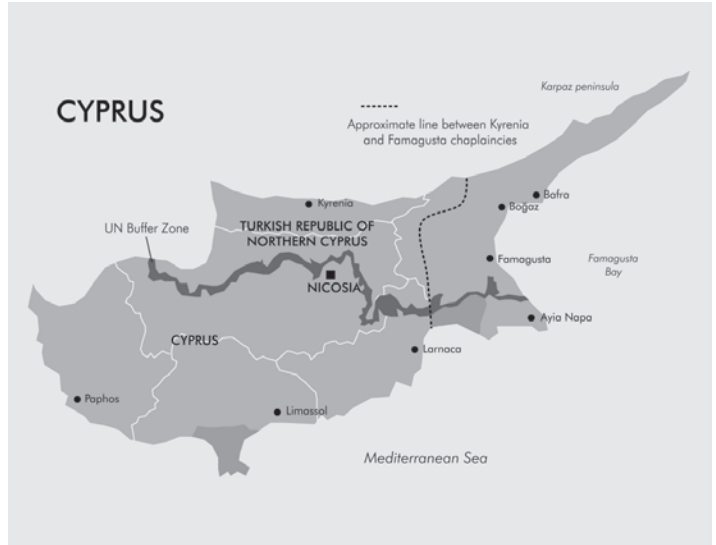 CYPRUS
Karpaz peninsula
Approximate line between Kyrenia
and Famagusta chaplaincies
Kyrenia
Bafra
Boğaz
UN Buffer Zone
TURKISH REPUBLIC OF
NORTHERN CYPRUS
Famagusta
Famagusta
Bay
NICOSIA
Ayia Napa
CYPRUS
Larnaca
Paphos
Limassol
Mediterranean Sea